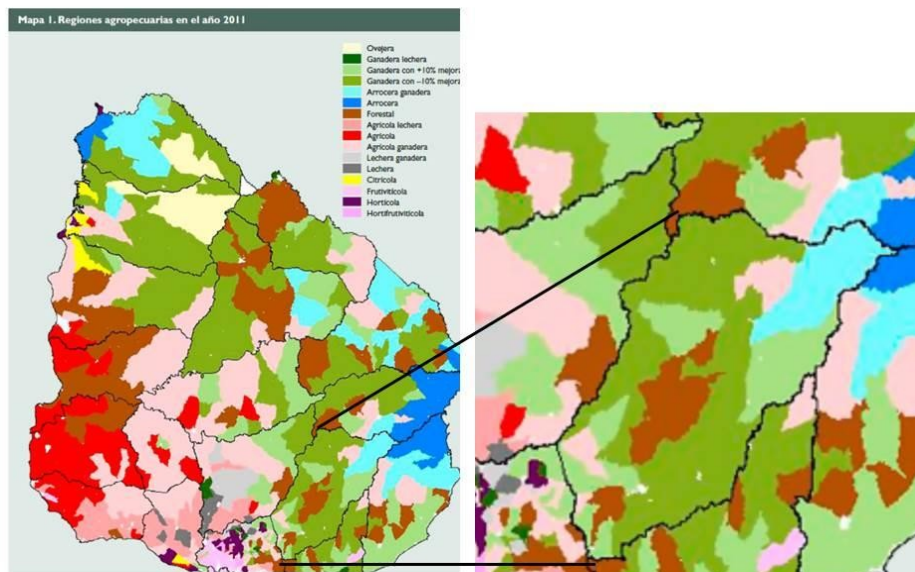 Mapa 1. Regiones agropecuarias en el año 2011
Ovejera
Ganadera lechera
Ganadera con +10% mejora
Ganadera con –10% mejora
Arrocera ganadera
Arrocera
Forestal
Agrícola lechera
Agrícola
Agrícola ganadera
Lechera ganadera
Lechera
Citrícola
Frutivitícola
Hortícola
Hortifrutivitícola